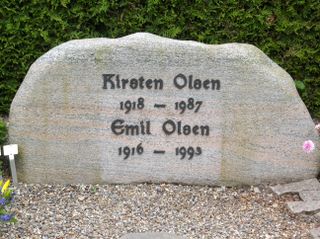 Kirsten Olsen
1918 – 1987
Emil Olsen
1916 – 1993